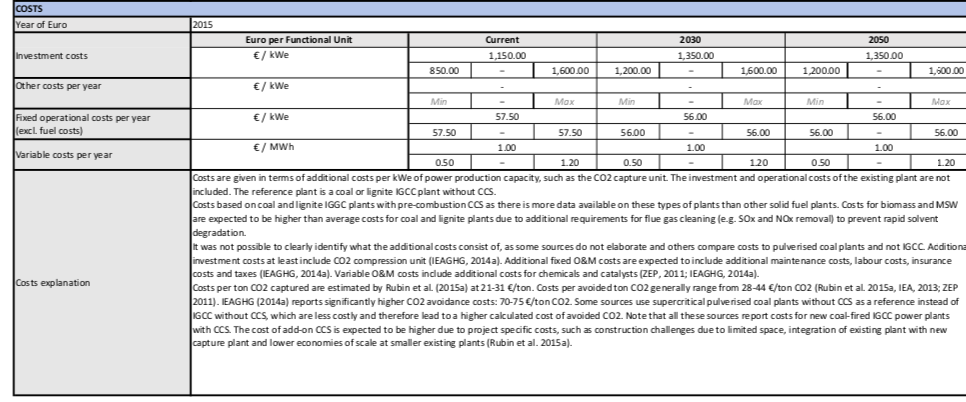 COSTS
Year of Euro 2015
Euro per Functional Unit Current 2030 2050
Investment costs € / kWe 1,150.00 1,350.00 1,350.00
850.00 – 1,600.00 1,200.00 – 1,600.00 1,200.00 – 1,600.00
Other costs per year € / kWe - - -
Min – Max Min – Max Min – Max
Fixed operational costs per year € / kWe 57.50 56.00 56.00
(excl. fuel costs) 57.50 – 57.50 56.00 – 56.00 56.00 – 56.00
Variable costs per year € / MWh 1.00 1.00 1.00
0.50 – 1.20 0.50 – 1.20 0.50 – 1.20
Costs explanation
Costs are given in terms of additional costs per kWe of power production capacity, such as the CO2 capture unit. The investment and operational costs of the existing plant are not
included. The reference plant is a coal or lignite IGCC plant without CCS.
Costs based on coal and lignite IGGC plants with pre-combustion CCS as there is more data available on these types of plants than other solid fuel plants. Costs for biomass and MSW
are expected to be higher than average costs for coal and lignite plants due to additional requirements for flue gas cleaning (e.g. SOx and NOx removal) to prevent rapid solvent
degradation.
It was not possible to clearly identify what the additional costs consist of, as some sources do not elaborate and others compare costs to pulverised coal plants and not IGCC. Additiona
investment costs at least include CO2 compression unit (IEAGHG, 2014a). Additional fixed O&M costs are expected to include additional maintenance costs, labour costs, insurance
costs and taxes (IEAGHG, 2014a). Variable O&M costs include additional costs for chemicals and catalysts (ZEP, 2011; IEAGHG, 2014a).
Costs per ton CO2 captured are estimated by Rubin et al. (2015a) at 21-31 €/ton. Costs per avoided ton CO2 generally range from 28-44 €/ton CO2 (Rubin et al. 2015a, IEA, 2013; ZEP
2011). IEAGHG (2014a) reports significantly higher CO2 avoidance costs: 70-75 €/ton CO2. Some sources use supercritical pulverised coal plants without CCS as a reference instead of
IGCC without CCS, which are less costly and therefore lead to a higher calculated cost of avoided CO2. Note that all these sources report costs for new coal-fired IGCC power plants
with CCS. The cost of add-on CCS is expected to be higher due to project specific costs, such as construction challenges due to limited space, integration of existing plant with new
capture plant and lower economies of scale at smaller existing plants (Rubin et al. 2015a).